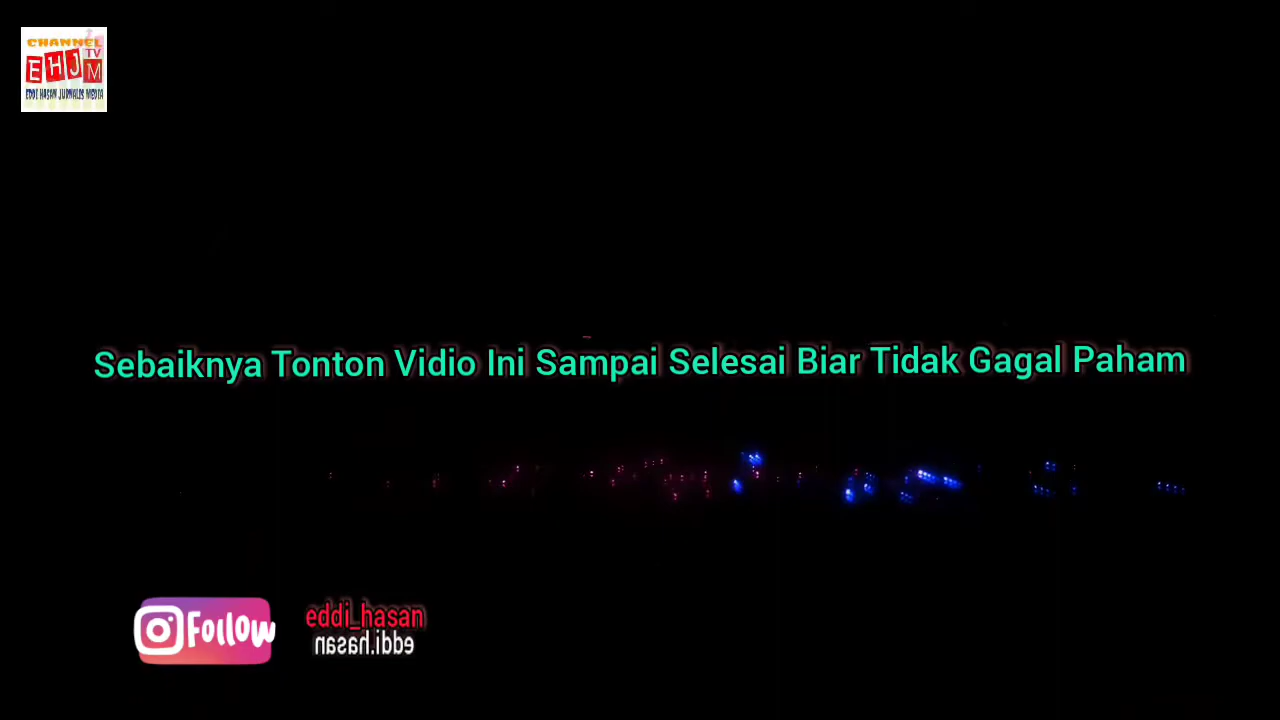 CHANNEL
TV
EHJM
EDDI HASAN JURNALIS MEDIA
Sebaiknya Tonton Vidio Ini Sampai Selesai Biar Tidak Gagal Paham
Follow
eddi_hasan
eddi.hasan